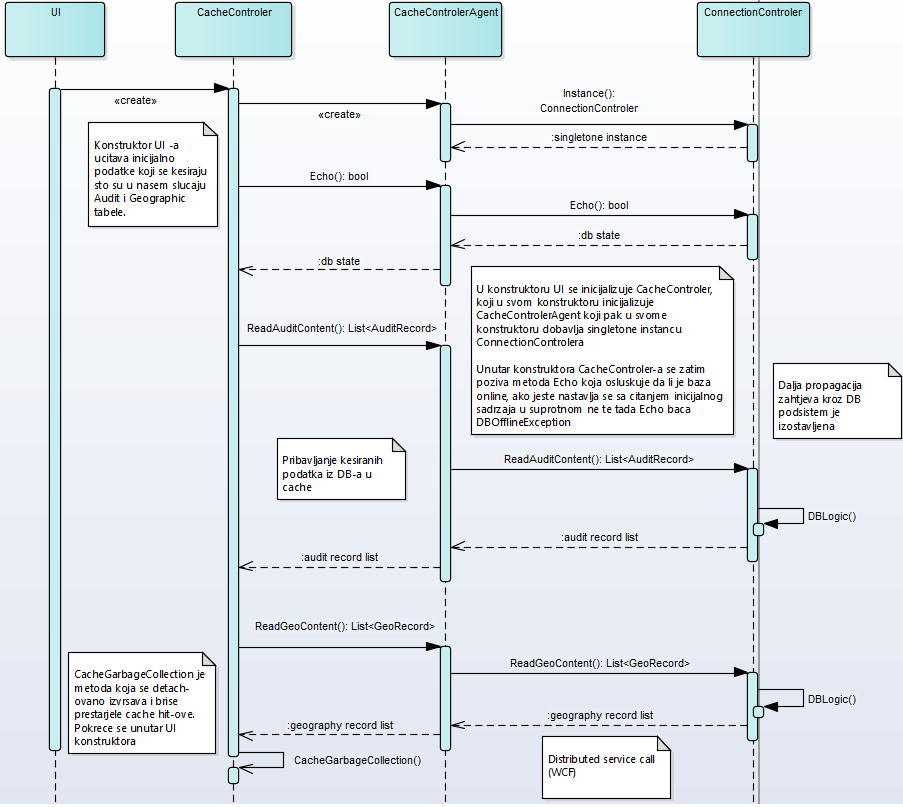 UI
CacheControler
CacheControlerAgent
ConnectionControler
«create»
«create»
Instance():
ConnectionControler
:singletone instance
Konstruktor UI -a
ucitava inicijalno
podatke koji se kesiraju
sto su u nasem slucaju
Audit i Geographic
tabele.
Echo(): bool
Echo(): bool
:db state
:db state
U konstruktoru UI se inicijalizuje CacheControler,
koji u svom konstruktoru inicijalizuje
CacheControlerAgent koji pak u svome
konstruktoru dobavlja singletone instancu
ConnectionControlera
Unutar konstruktora CacheControler-a se zatim
poziva metoda Echo koja osluskuje da li je baza
online, ako jeste nastavlja se sa citanjem inicijalnog
sadrzaja u suprotnom ne te tada Echo baca
DBOfflineException
ReadAuditContent(): List<AuditRecord>
Dalja propagacija
zahtjeva kroz DB
podsistem je
izostavljena
Pribavljanje kesiranih
podatka iz DB-a u
cache
ReadAuditContent(): List<AuditRecord>
DBLogic()
:audit record list
:audit record list
ReadGeoContent(): List<GeoRecord>
ReadGeoContent(): List<GeoRecord>
CacheGarbageCollection je
metoda koja se detach-
ovano izvrsava i brise
prestarjele cache hit-ove.
Pokrece se unutar UI
konstruktora
DBLogic()
:geography record list
:geography record list
CacheGarbageCollection()
Distributed service call
(WCF)